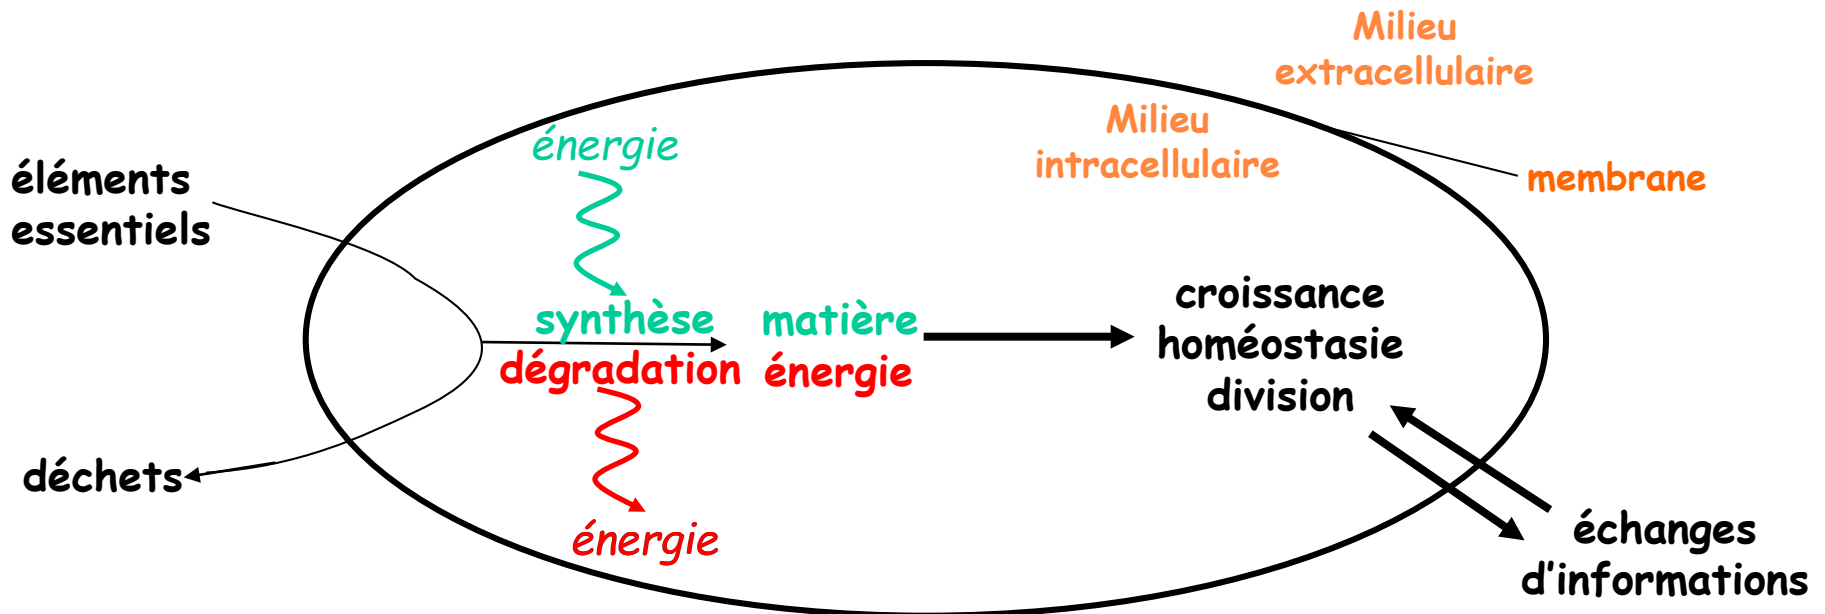 Milieu
extracellulaire
Milieu
intracellulaire
membrane
énergie
éléments
essentiels
synthèse
dégradation
matière
énergie
croissance
homéostasie
division
déchets
énergie
échanges
d'informations